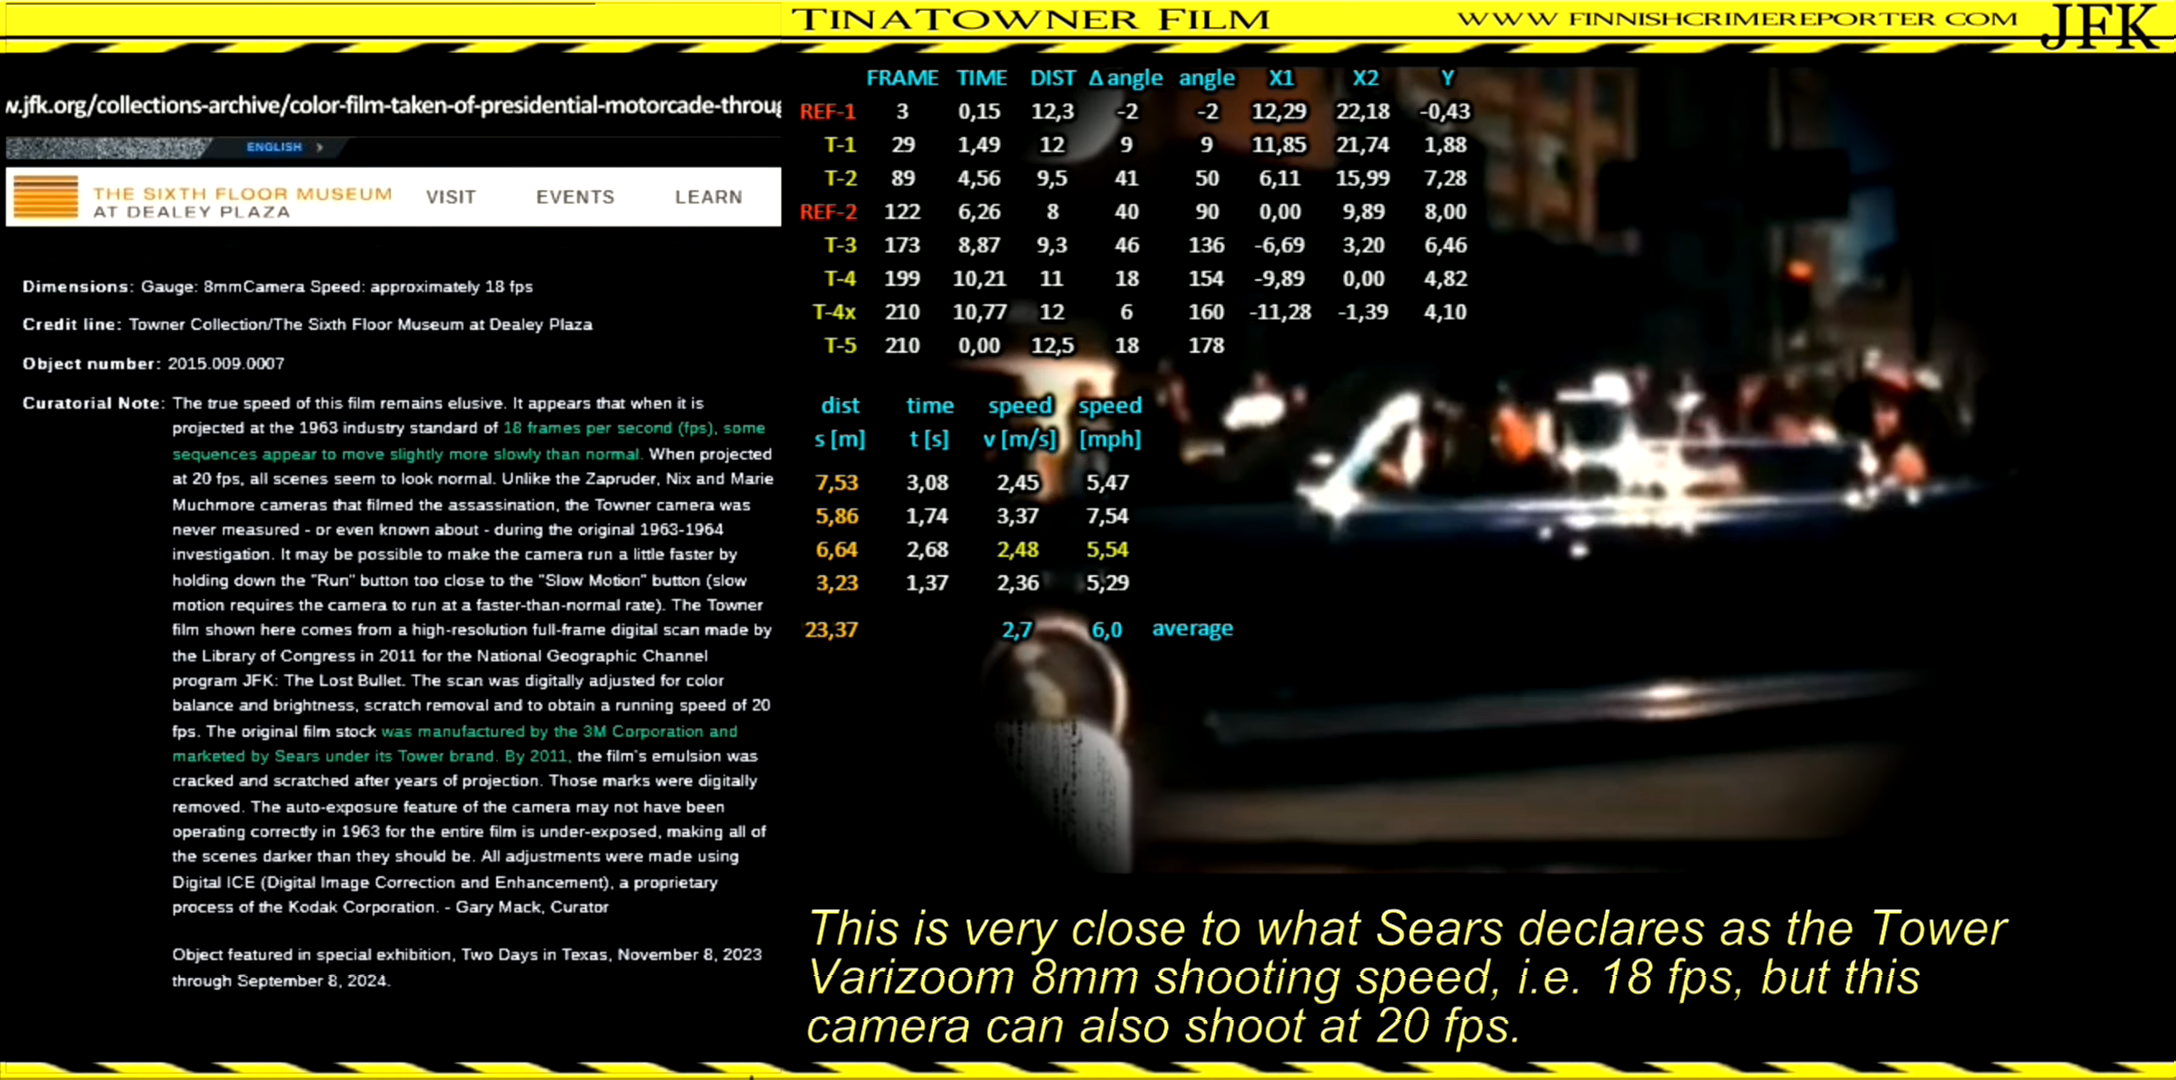 TINATOWNER FILM
WWW FINNISHCRIMEREPORTER COM
JFK
.jfk.org/collections-archive/color-film-taken-of-presidential-motorcade-throug
ENGLISH >
THE SIXTH FLOOR MUSEUM
AT DEALEY PLAZA
VISIT EVENTS LEARN
Dimensions: Gauge: 8mmCamera Speed: approximately 18 fps
Credit line: Towner Collection/The Sixth Floor Museum at Dealey Plaza
Object number: 2015.009.0007
Curatorial Note: The true speed of this film remains elusive. It appears that when it is
projected at the 1963 industry standard of 18 frames per second (fps), some
sequences appear to move slightly more slowly than normal. When projected
at 20 fps, all scenes seem to look normal. Unlike the Zapruder, Nix and Marie
Muchmore cameras that filmed the assassination, the Towner camera was
never measured - or even known about - during the original 1963-1964
investigation. It may be possible to make the camera run a little faster by
holding down the "Run" button too close to the "Slow Motion" button (slow
motion requires the camera to run at a faster-than-normal rate). The Towner
film shown here comes from a high-resolution full-frame digital scan made by
the Library of Congress in 2011 for the National Geographic Channel
program JFK: The Lost Bullet. The scan was digitally adjusted for color
balance and brightness, scratch removal and to obtain a running speed of 20
fps. The original film stock was manufactured by the 3M Corporation and
marketed by Sears under its Tower brand. By 2011, the film's emulsion was
cracked and scratched after years of projection. Those marks were digitally
removed. The auto-exposure feature of the camera may not have been
operating correctly in 1963 for the entire film is under-exposed, making all of
the scenes darker than they should be. All adjustments were made using
Digital ICE (Digital Image Correction and Enhancement), a proprietary
process of the Kodak Corporation. - Gary Mack, Curator
Object featured in special exhibition, Two Days in Texas, November 8, 2023
through September 8, 2024.
FRAME TIME DIST Δ angle angle X1 X2 Y
REF-1 3 0,15 12,3 -2 -2 12,29 22,18 -0,43
T-1 29 1,49 12 9 9 11,85 21,74 1,88
T-2 89 4,56 9,5 41 50 6,11 15,99 7,28
REF-2 122 6,26 8 40 90 0,00 9,89 8,00
T-3 173 8,87 9,3 46 136 -6,69 3,20 6,46
T-4 199 10,21 11 18 154 -9,89 0,00 4,82
T-4x 210 10,77 12 6 160 -11,28 -1,39 4,10
T-5 210 0,00 12,5 18 178
dist time speed speed
s [m] t [s] v [m/s] [mph]
7,53 3,08 2,45 5,47
5,86 1,74 3,37 7,54
6,64 2,68 2,48 5,54
3,23 1,37 2,36 5,29
23,37 2,7 6,0 average
This is very close to what Sears declares as the Tower
Varizoom 8mm shooting speed, i.e. 18 fps, but this
camera can also shoot at 20 fps.